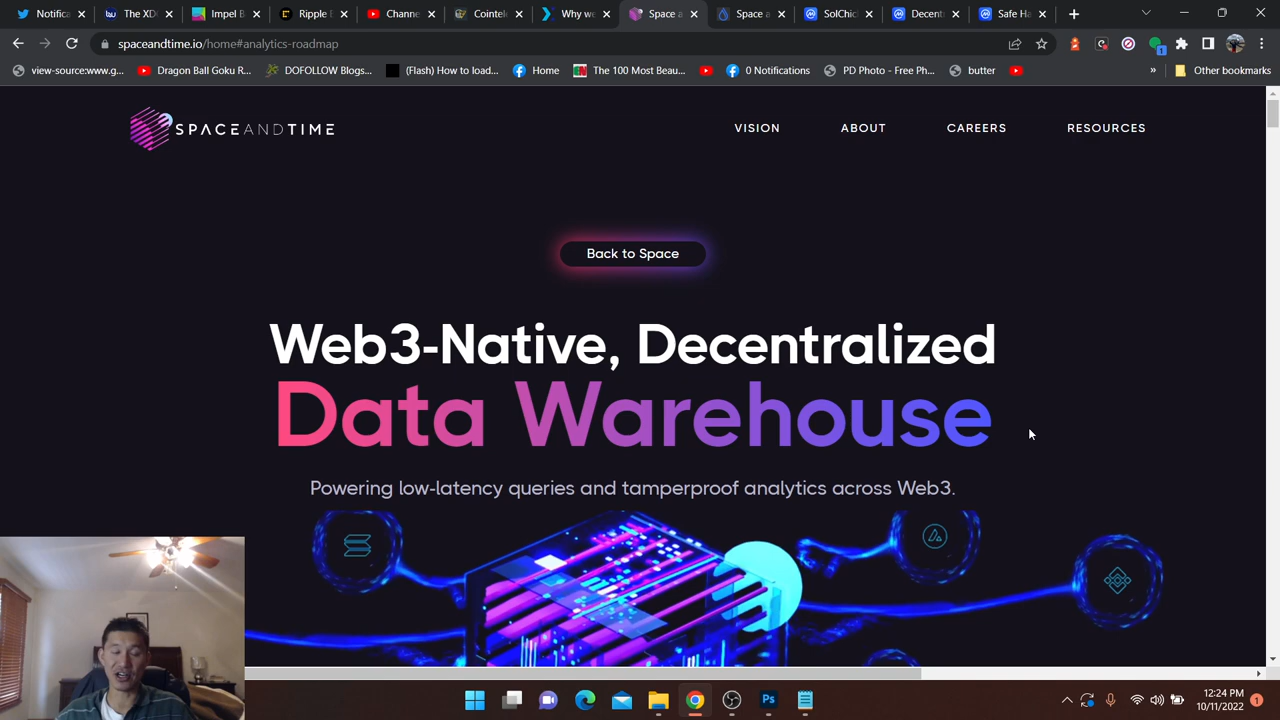 Notifica
The XDC
Impel B
Ripple E
Channe
Cointele
Why we
Space a
Space a
SolChic
Decent
Safe Ha
spaceandtime.io/home#analytics-roadmap
view-source:www.g...
Dragon Ball Goku R...
DOFOLLOW Blogs...
(Flash) How to load...
Home
The 100 Most Beau...
0 Notifications
PD Photo - Free Ph...
butter
»
Other bookmarks
SPACEANDTIME
VISION
ABOUT
CAREERS
RESOURCES
Back to Space
Web3-Native, Decentralized
Data Warehouse
Powering low-latency queries and tamperproof analytics across Web3.
12:24 PM
10/11/2022